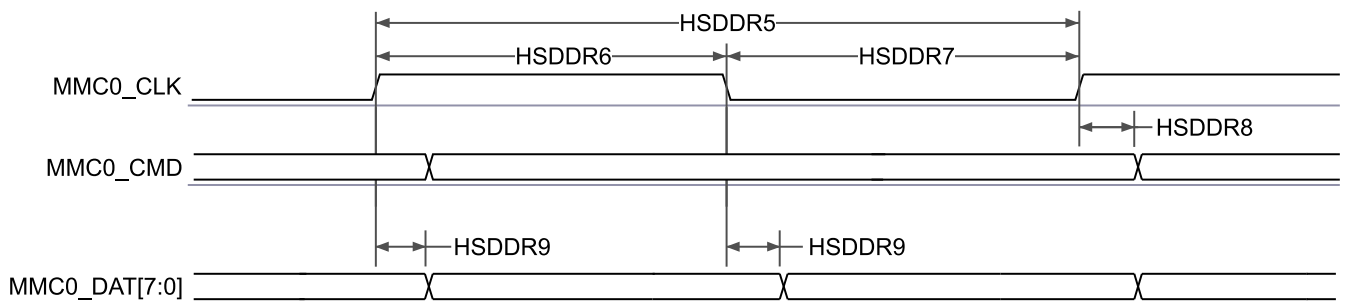 HSDDR5
HSDDR6
HSDDR7
MMC0_CLK
HSDDR8
MMC0_CMD
HSDDR9
HSDDR9
MMC0_DAT[7:0]